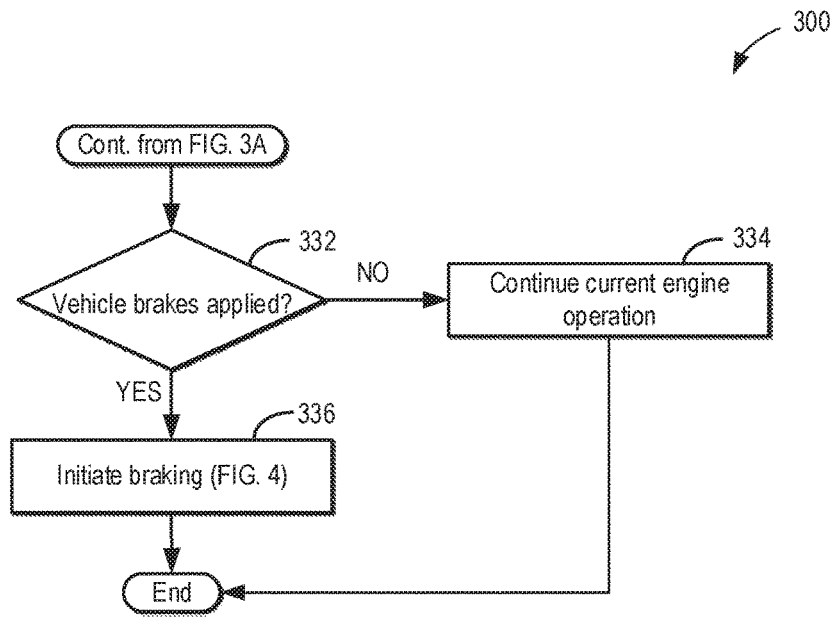 300
Cont. from FIG. 3A
332
Vehicle brakes applied?
NO
334
Continue current engine
operation
YES
336
Initiate braking (FIG. 4)
End